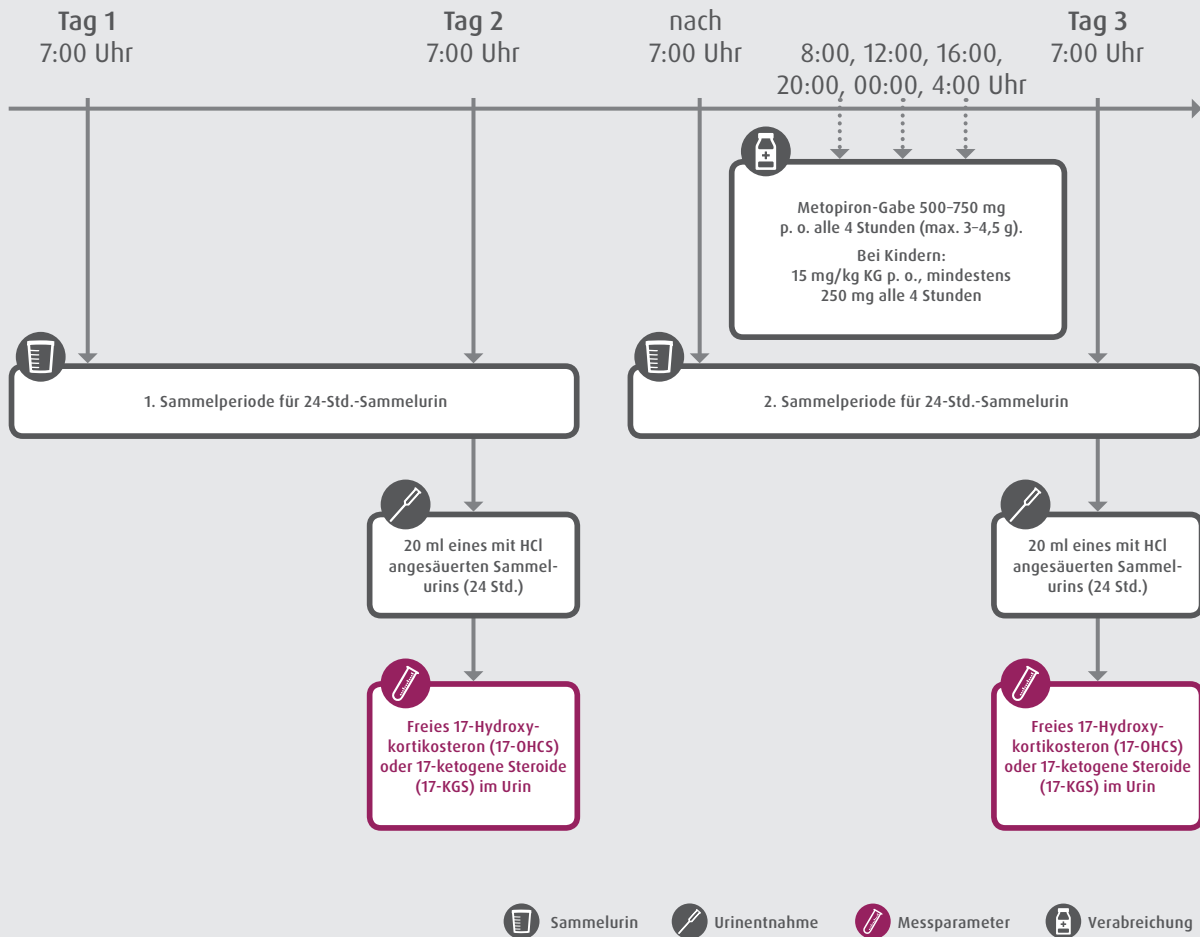 Tag 1
7:00 Uhr
Tag 2
7:00 Uhr
nach
7:00 Uhr
8:00, 12:00, 16:00,
20:00, 00:00, 4:00 Uhr
Tag 3
7:00 Uhr
Metopiron-Gabe 500–750 mg
p. o. alle 4 Stunden (max. 3–4,5 g).
Bei Kindern:
15 mg/kg KG p. o., mindestens
250 mg alle 4 Stunden
1. Sammelperiode für 24-Std.-Sammelurin
2. Sammelperiode für 24-Std.-Sammelurin
20 ml eines mit HCl
angesäuerten Sammel-
urins (24 Std.)
20 ml eines mit HCl
angesäuerten Sammel-
urins (24 Std.)
Freies 17-Hydroxy-
kortikosteron (17-OHCS)
oder 17-ketogene Steroide
(17-KGS) im Urin
Freies 17-Hydroxy-
kortikosteron (17-OHCS)
oder 17-ketogene Steroide
(17-KGS) im Urin
Sammelurin
Urinentnahme
Messparameter
Verabreichung